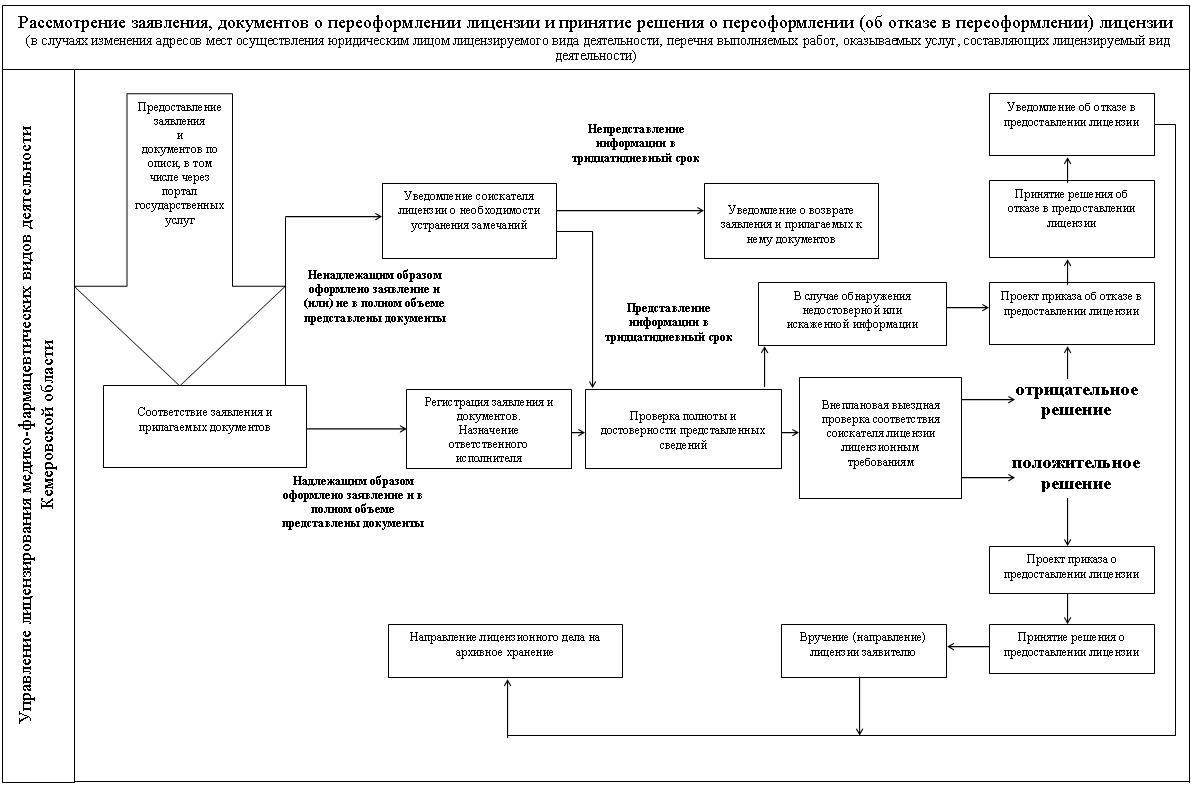 Рассмотрение заявления, документов о переоформлении лицензии и принятие решения о переоформлении (об отказе в переоформлении) лицензии
(в случаях изменения адресов мест осуществления юридическим лицом лицензируемого вида деятельности, перечня выполняемых работ, оказываемых услуг, составляющих лицензируемый вид
деятельности)
Управление лицензирования медико-фармацевтических видов деятельности
Кемеровской области
Предоставление
заявления
и
документов по
описи, в том
числе через
портал
государственных
услуг
Непредставление
информации в
тридцатидневный срок
Уведомление соискателя
лицензии о необходимости
устранения замечаний
Уведомление о возврате
заявления и прилагаемых к
нему документов
Уведомление об отказе в
предоставлении лицензии
Принятие решения об
отказе в предоставлении
лицензии
Ненадлежащим образом
оформлено заявление и
(или) не в полном объеме
представлены документы
Представление
информации в
тридцатидневный срок
В случае обнаружения
недостоверной или
искаженной информации
Проект приказа об отказе в
предоставлении лицензии
Соответствие заявления и
прилагаемых документов
Регистрация заявления и
документов.
Назначение
ответственного
исполнителя
Проверка полноты и
достоверности представленных
сведений
Внеплановая выездная
проверка соответствия
соискателя лицензии
лицензионным
требованиям
отрицательное
решение
положительное
решение
Надлежащим образом
оформлено заявление и в
полном объеме
представлены документы
Проект приказа о
предоставлении лицензии
Направление лицензионного дела на
архивное хранение
Вручение (направление)
лицензии заявителю
Принятие решения о
предоставлении лицензии